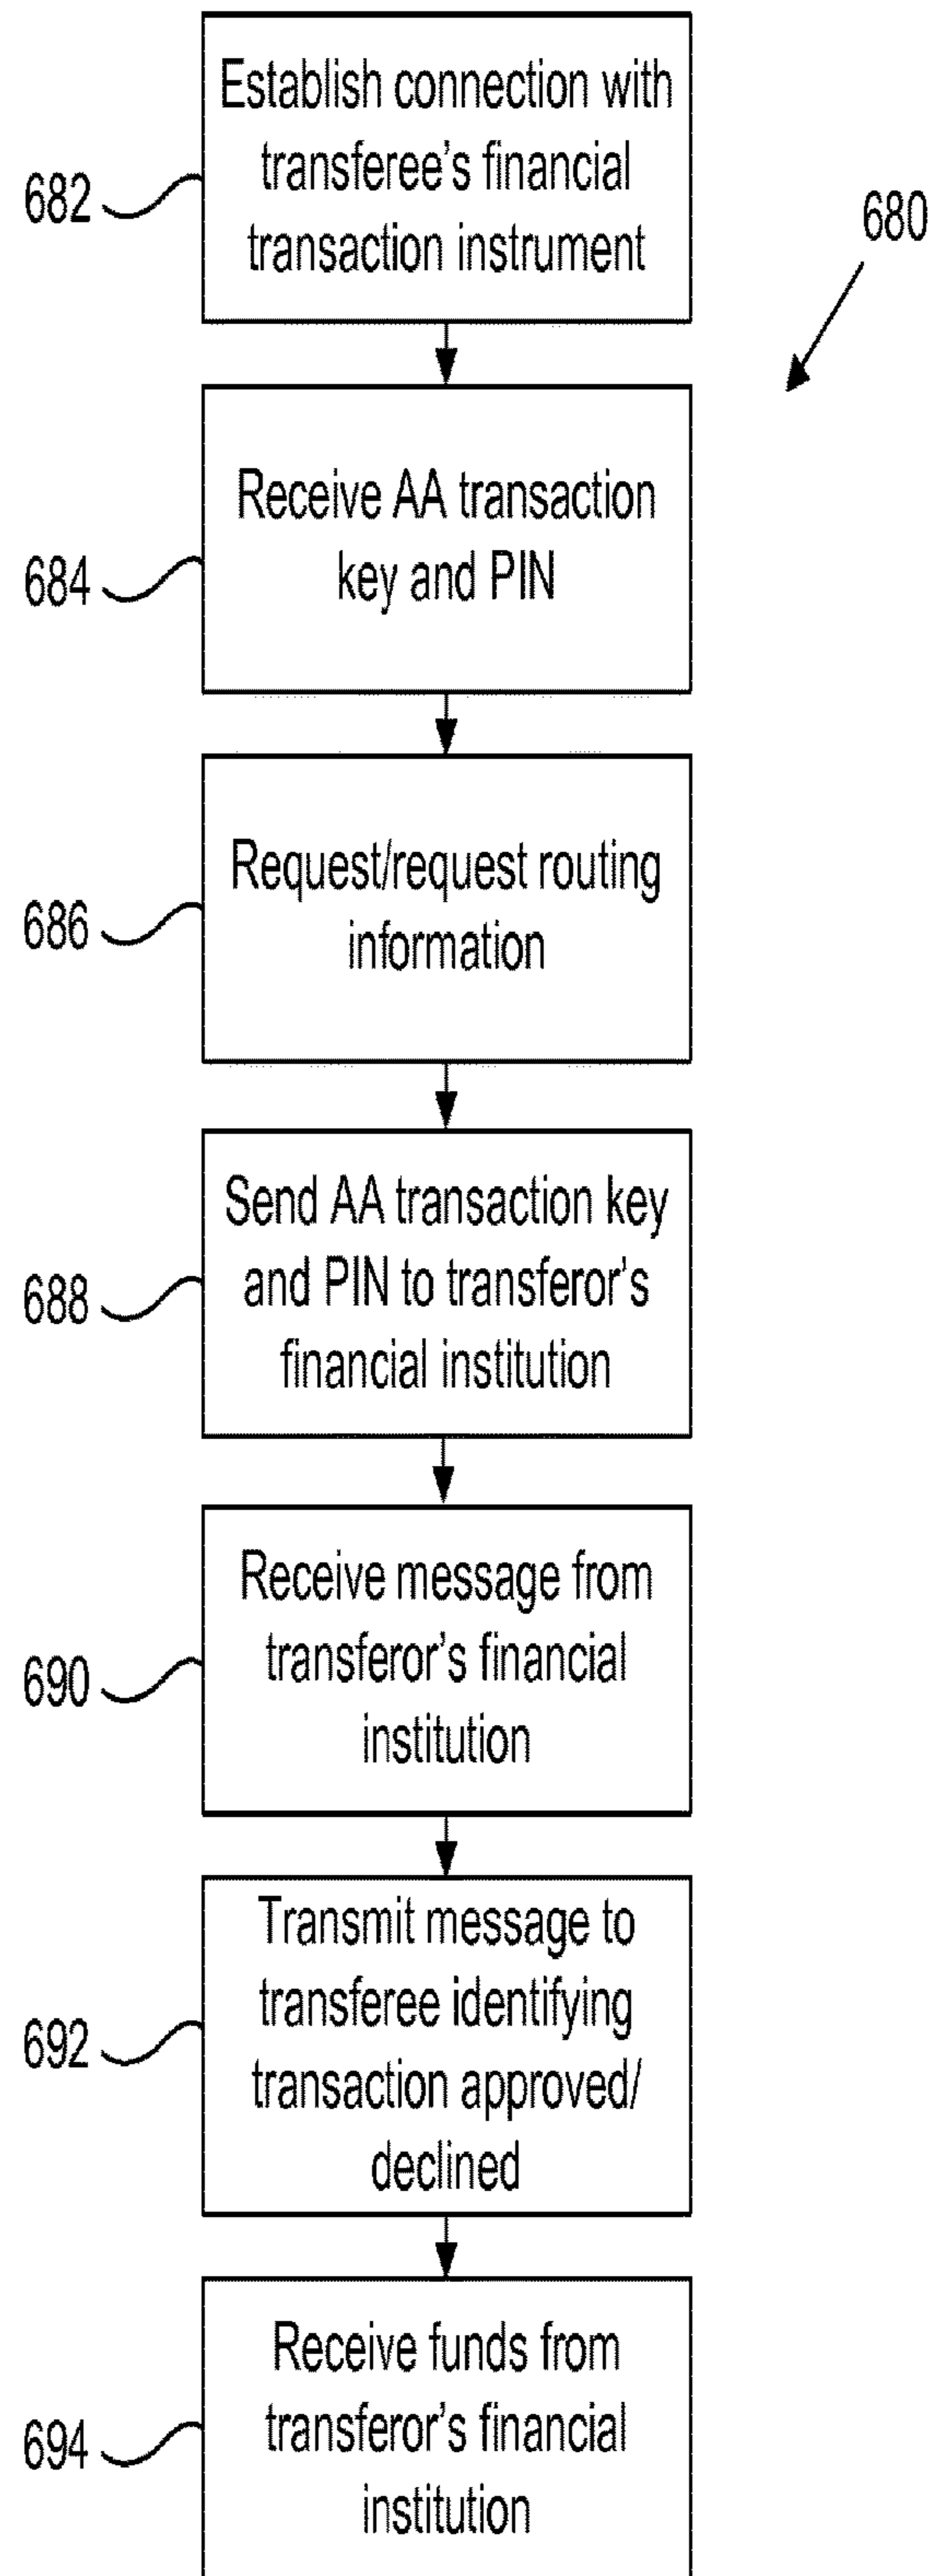 Establish connection with
transferee's financial
transaction instrument
682
680
Receive AA transaction
key and PIN
684
Request/request routing
information
686
Send AA transaction key
and PIN to transferor's
financial institution
688
Receive message from
transferor's financial
institution
690
Transmit message to
transferee identifying
transaction approved/
declined
692
Receive funds from
transferor's financial
institution
694